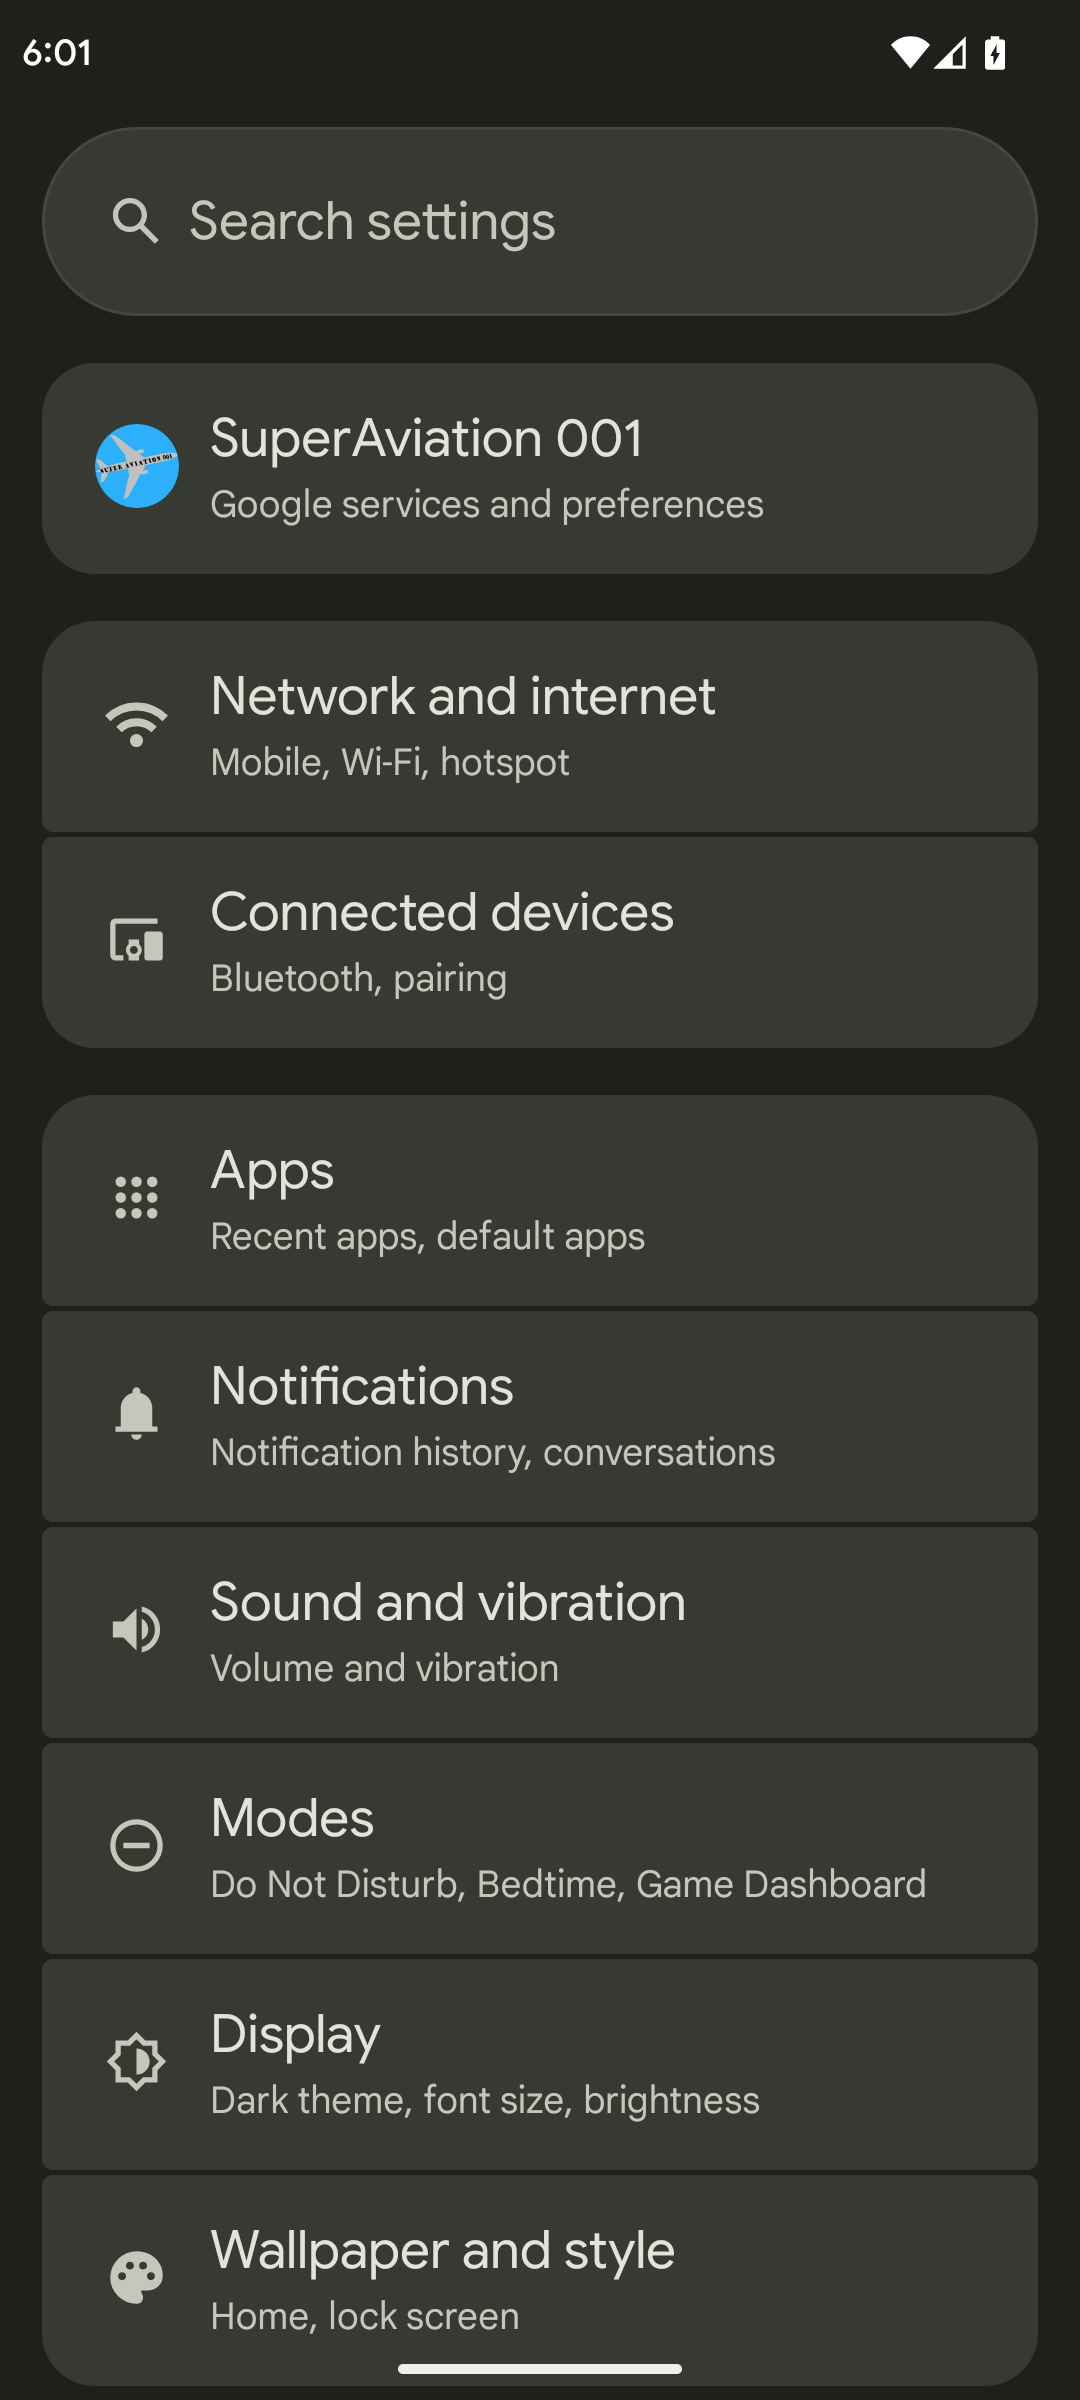 6:01
Search settings
SUPER AVIATION 001
SuperAviation 001
Google services and preferences
Network and internet
Mobile, Wi-Fi, hotspot
Connected devices
Bluetooth, pairing
Apps
Recent apps, default apps
Notifications
Notification history, conversations
Sound and vibration
Volume and vibration
Modes
Do Not Disturb, Bedtime, Game Dashboard
Display
Dark theme, font size, brightness
Wallpaper and style
Home, lock screen